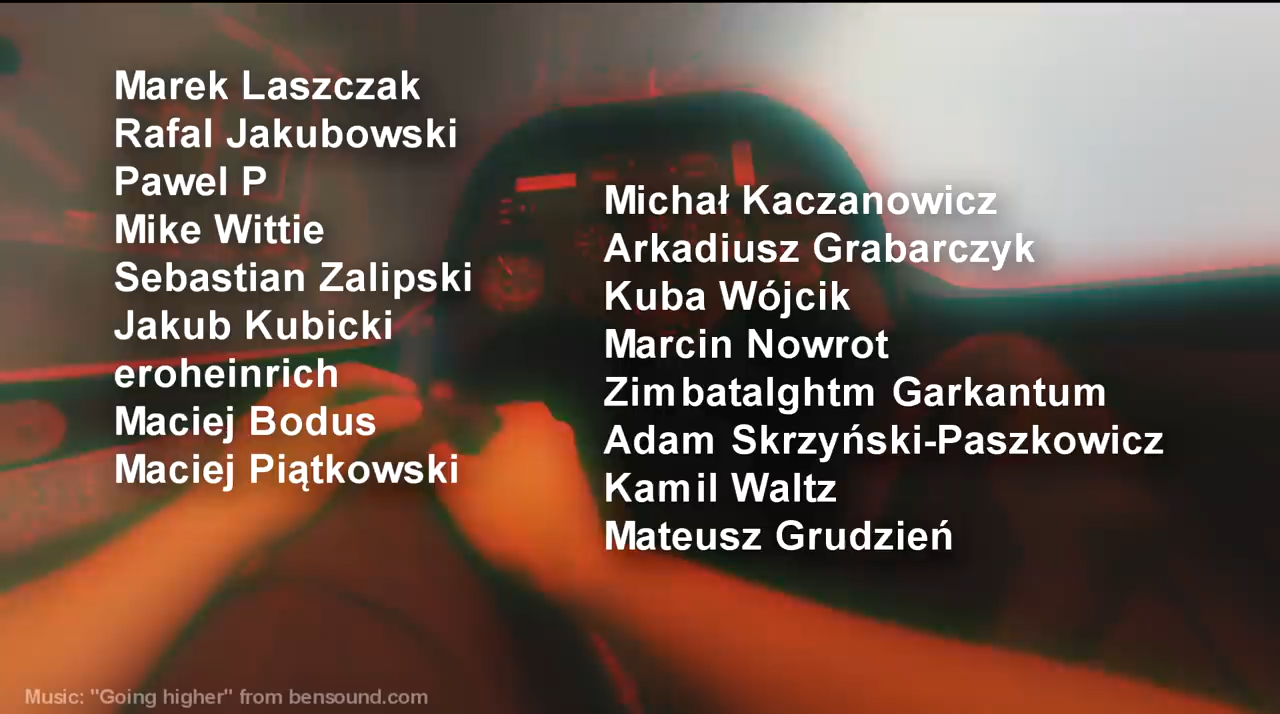 Marek Laszczak
Rafal Jakubowski
Pawel P
Mike Wittie
Sebastian Zalipski
Jakub Kubicki
eroheinrich
Maciej Bodus
Maciej Piątkowski
Michał Kaczanowicz
Arkadiusz Grabarczyk
Kuba Wójcik
Marcin Nowrot
Zimbatalghtm Garkantum
Adam Skrzyński-Paszkowicz
Kamil Waltz
Mateusz Grudzień
Music: "Going higher" from bensound.com